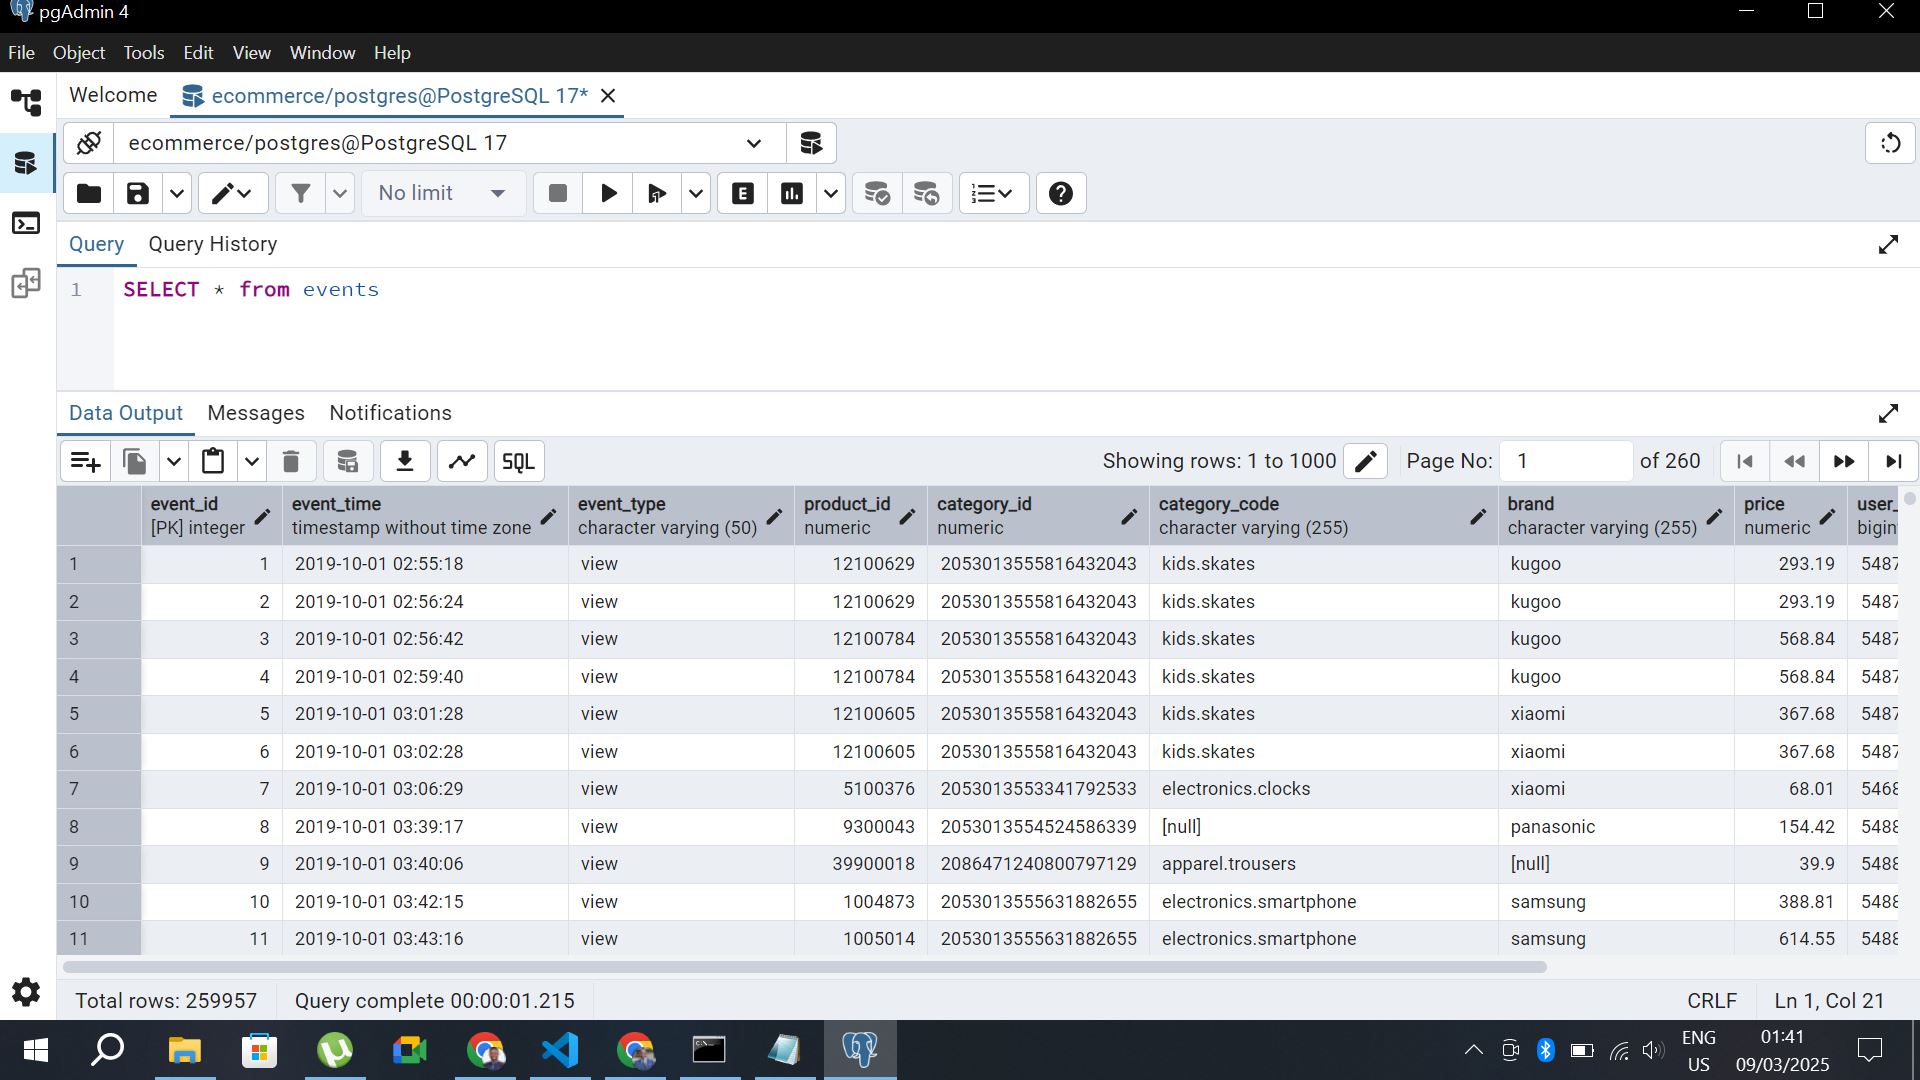 pgAdmin 4
File Object Tools Edit View Window Help
Welcome ecommerce/postgres@PostgreSQL 17*
ecommerce/postgres@PostgreSQL 17
No limit E
Query Query History
1 SELECT * from events
Data Output Messages Notifications
SQL Showing rows: 1 to 1000 Page No: 1 of 260
event_id event_time event_type product_id category_id category_code brand price user_
[PK] integer timestamp without time zone character varying (50) numeric numeric character varying (255) character varying (255) numeric bigin
1 1 2019-10-01 02:55:18 view 12100629 2053013555816432043 kids.skates kugoo 293.19 5487
2 2 2019-10-01 02:56:24 view 12100629 2053013555816432043 kids.skates kugoo 293.19 5487
3 3 2019-10-01 02:56:42 view 12100784 2053013555816432043 kids.skates kugoo 568.84 5487
4 4 2019-10-01 02:59:40 view 12100784 2053013555816432043 kids.skates kugoo 568.84 5487
5 5 2019-10-01 03:01:28 view 12100605 2053013555816432043 kids.skates xiaomi 367.68 5487
6 6 2019-10-01 03:02:28 view 12100605 2053013555816432043 kids.skates xiaomi 367.68 5487
7 7 2019-10-01 03:06:29 view 5100376 2053013553341792533 electronics.clocks xiaomi 68.01 5468
8 8 2019-10-01 03:39:17 view 9300043 2053013554524586339 [null] panasonic 154.42 5488
9 9 2019-10-01 03:40:06 view 39900018 2086471240800797129 apparel.trousers [null] 39.9 5488
10 10 2019-10-01 03:42:15 view 1004873 2053013555631882655 electronics.smartphone samsung 388.81 5488
11 11 2019-10-01 03:43:16 view 1005014 2053013555631882655 electronics.smartphone samsung 614.55 5488
Total rows: 259957 Query complete 00:00:01.215 CRLF Ln 1, Col 21
ENG 01:41
US 09/03/2025